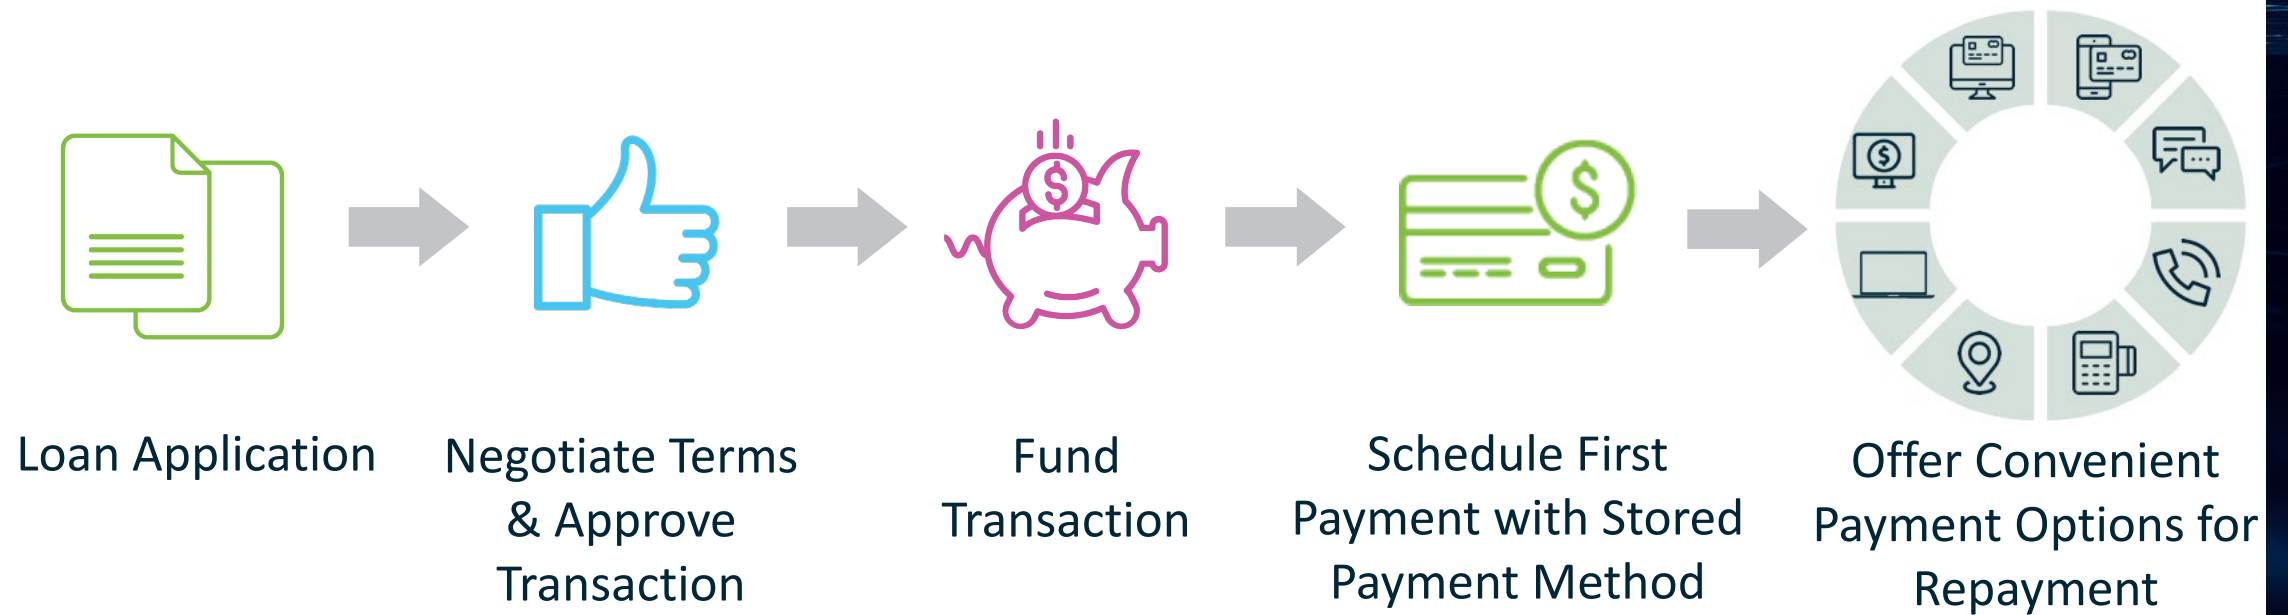 Loan Application
Negotiate Terms
& Approve
Transaction
Fund
Transaction
Schedule First
Payment with Stored
Payment Method
Offer Convenient
Payment Options for
Repayment